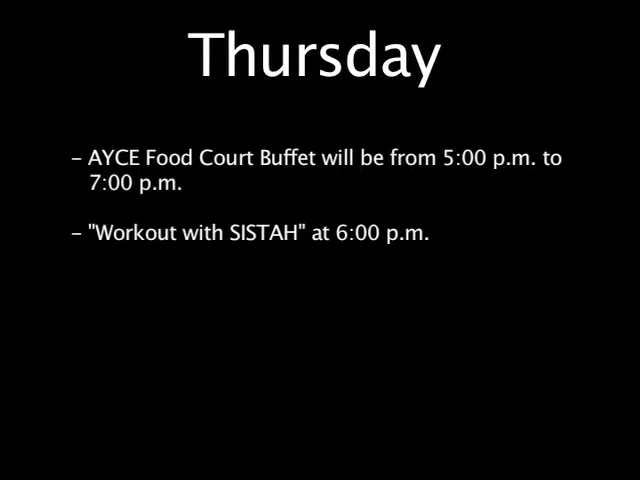 Thursday
- AYCE Food Court Buffet will be from 5:00 p.m. to
7:00 p.m.
- "Workout with SISTAH" at 6:00 p.m.